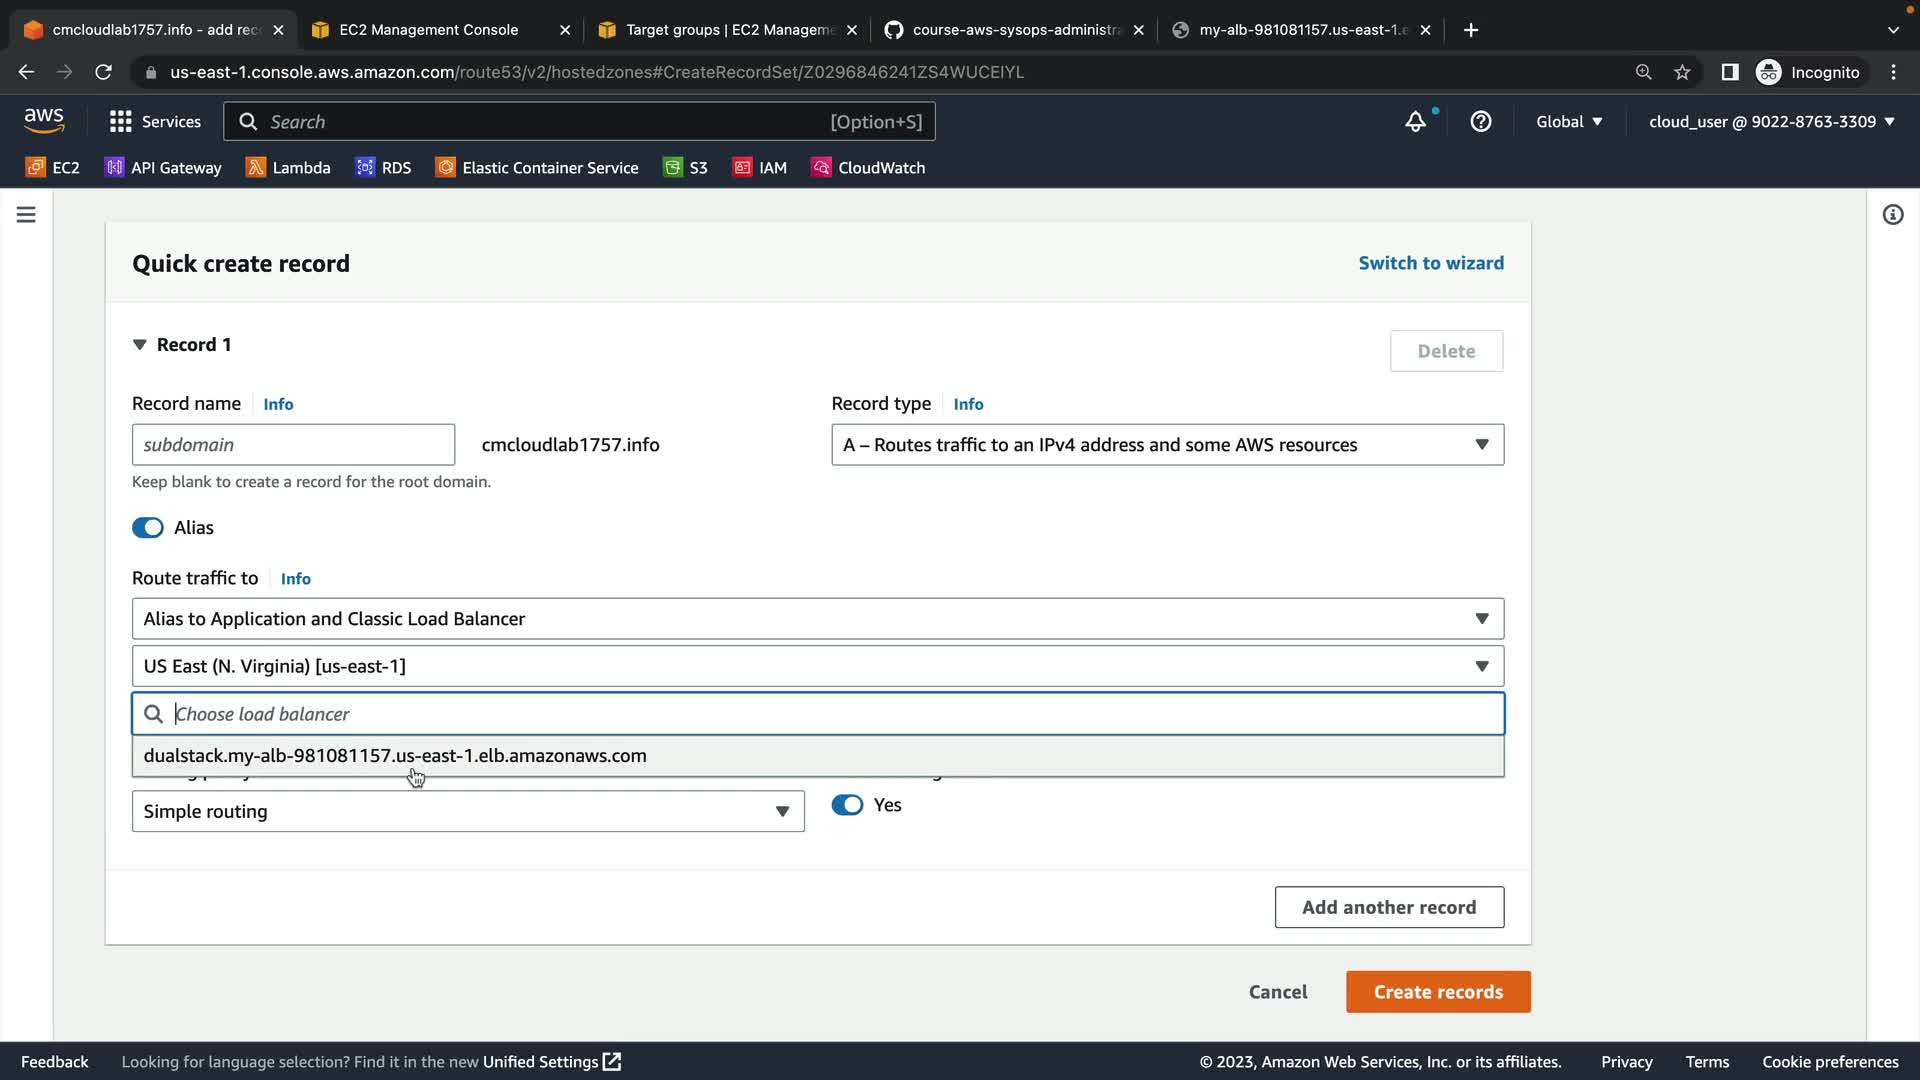 cmcloudlab1757.info - add rec
EC2 Management Console
Target groups | EC2 Manageme
course-aws-sysops-administra
my-alb-981081157.us-east-1.e
us-east-1.console.aws.amazon.com/route53/v2/hostedzones#CreateRecordSet/Z0296846241ZS4WUCEIYL
Incognito
aws
Services
Search
[Option+S]
Global
cloud_user @ 9022-8763-3309
EC2
API Gateway
Lambda
RDS
Elastic Container Service
S3
IAM
CloudWatch
Quick create record
Switch to wizard
Record 1
Delete
Record name
Info
Record type
Info
subdomain
cmcloudlab1757.info
A – Routes traffic to an IPv4 address and some AWS resources
Keep blank to create a record for the root domain.
Alias
Route traffic to
Info
Alias to Application and Classic Load Balancer
US East (N. Virginia) [us-east-1]
Choose load balancer
dualstack.my-alb-981081157.us-east-1.elb.amazonaws.com
Simple routing
Yes
Add another record
Cancel
Create records
Feedback
Looking for language selection? Find it in the new Unified Settings
© 2023, Amazon Web Services, Inc. or its affiliates.
Privacy
Terms
Cookie preferences